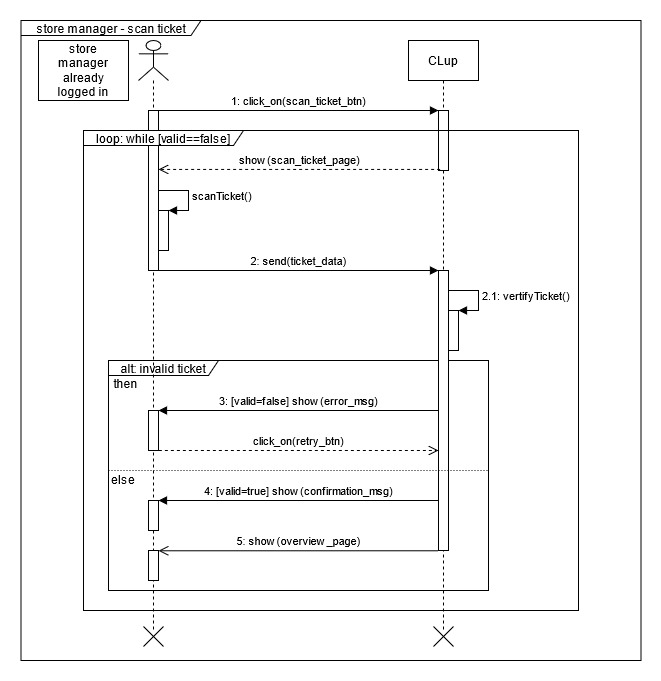 store manager - scan ticket
store
manager
already
logged in
CLup
1: click_on(scan_ticket_btn)
loop: while [valid==false]
show (scan_ticket_page)
scanTicket()
2: send(ticket_data)
2.1: vertifyTicket()
alt: invalid ticket
then
3: [valid=false] show (error_msg)
click_on(retry_btn)
else
4: [valid=true] show (confirmation_msg)
5: show (overview_page)